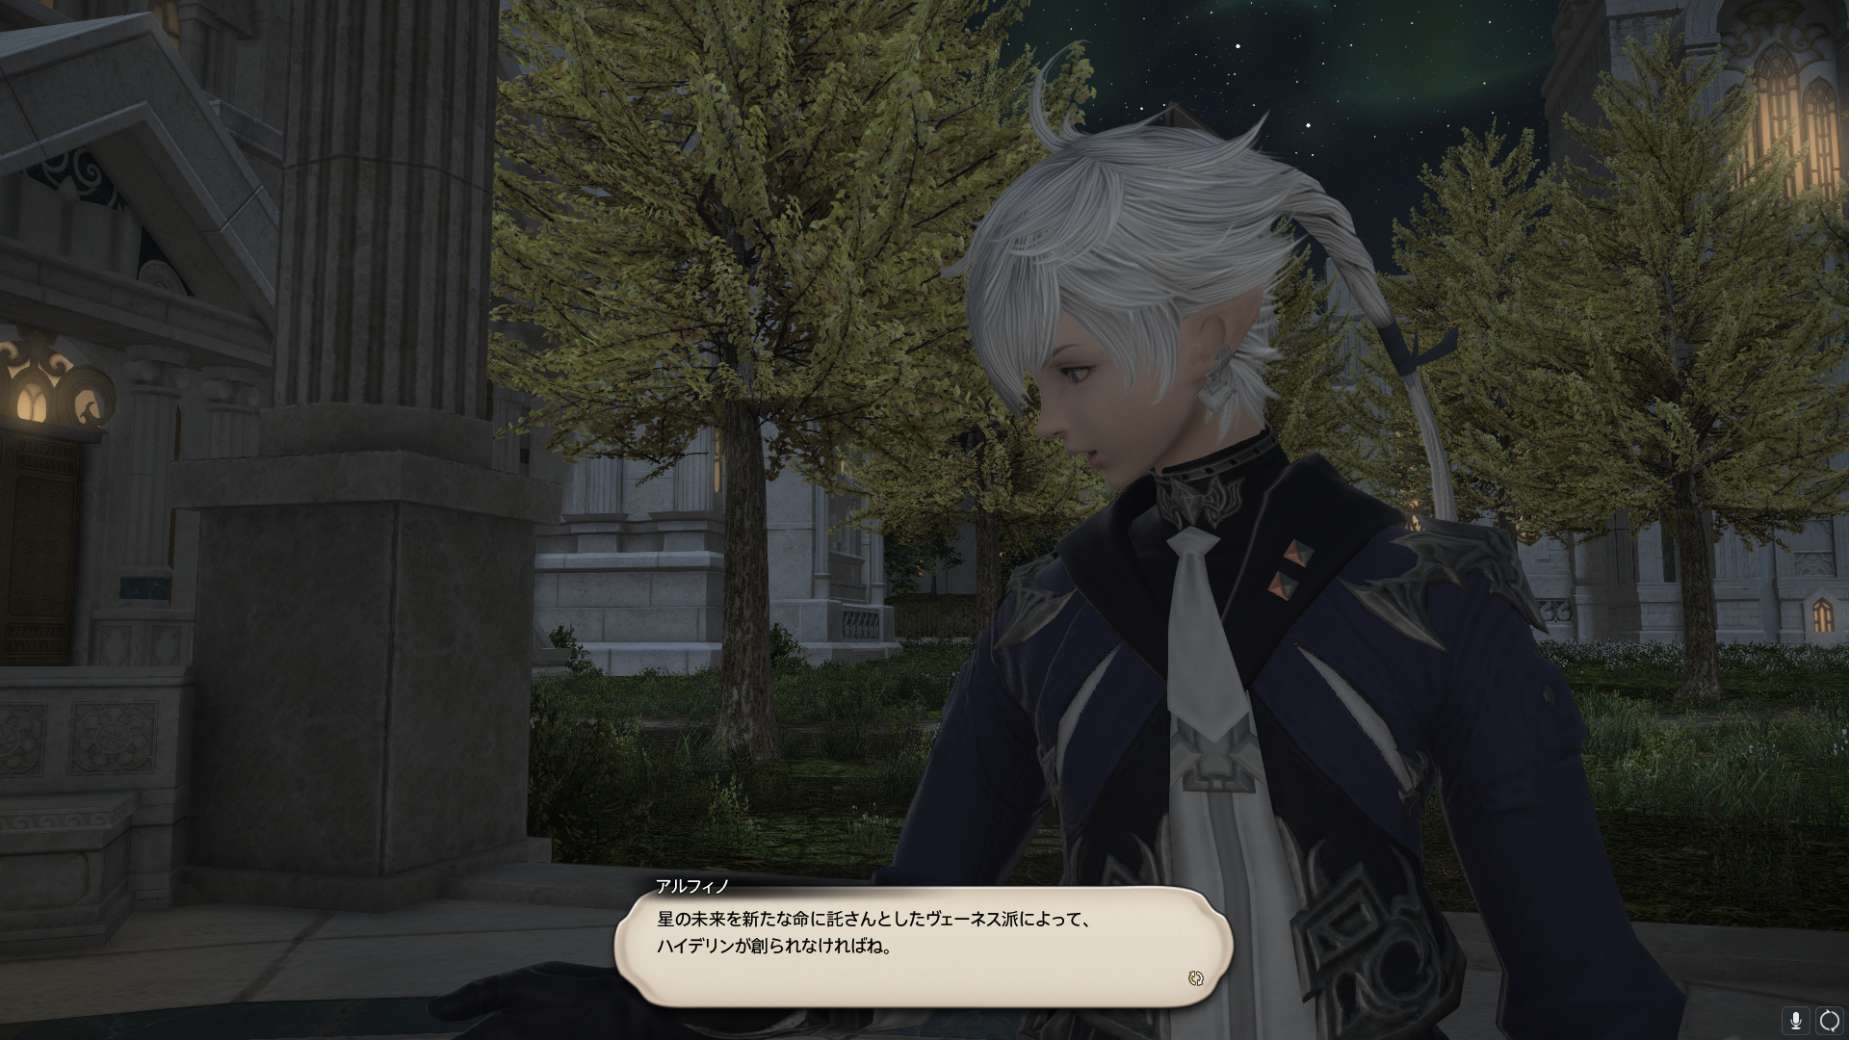 アルフィノ
星の未来を新たな命に託さんとしたヴェーネス派によって、
ハイデリンが創られなければね。